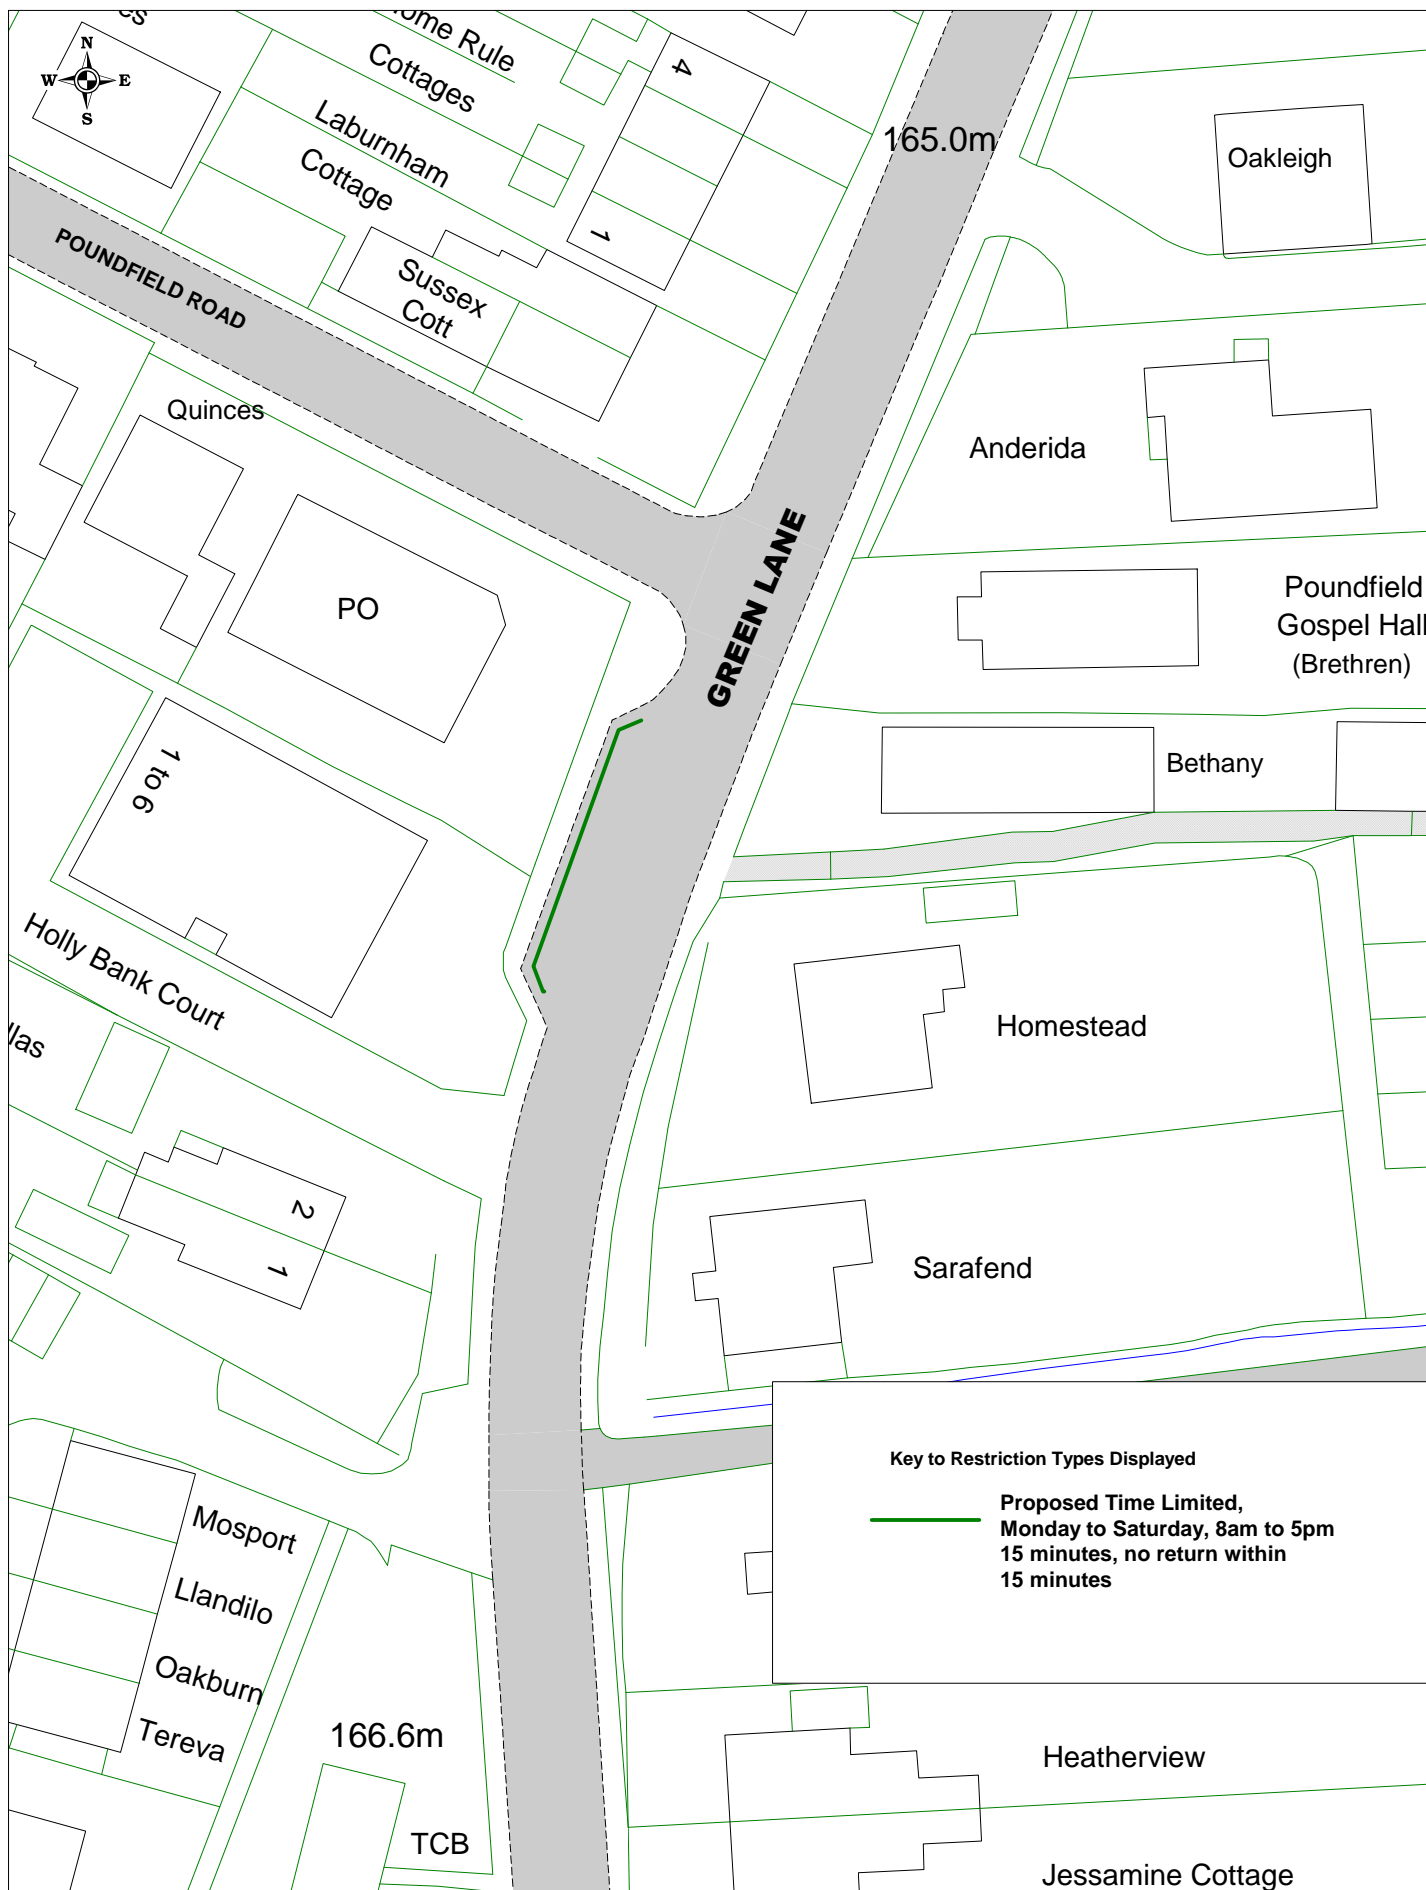 N
W E
S
Home Rule
Cottages
Laburnham
Cottage
4
1
165.0m
Oakleigh
POUNDFIELD ROAD
Sussex
Cott
Quinces
Anderida
GREEN LANE
PO
Poundfield
Gospel Hall
(Brethren)
1 to 6
Bethany
Holly Bank Court
Homestead
2
1
Sarafend
Key to Restriction Types Displayed
Proposed Time Limited,
Monday to Saturday, 8am to 5pm
15 minutes, no return within
15 minutes
Mosport
Llandilo
Oakburn
Tereva
166.6m
Heatherview
TCB
Jessamine Cottage